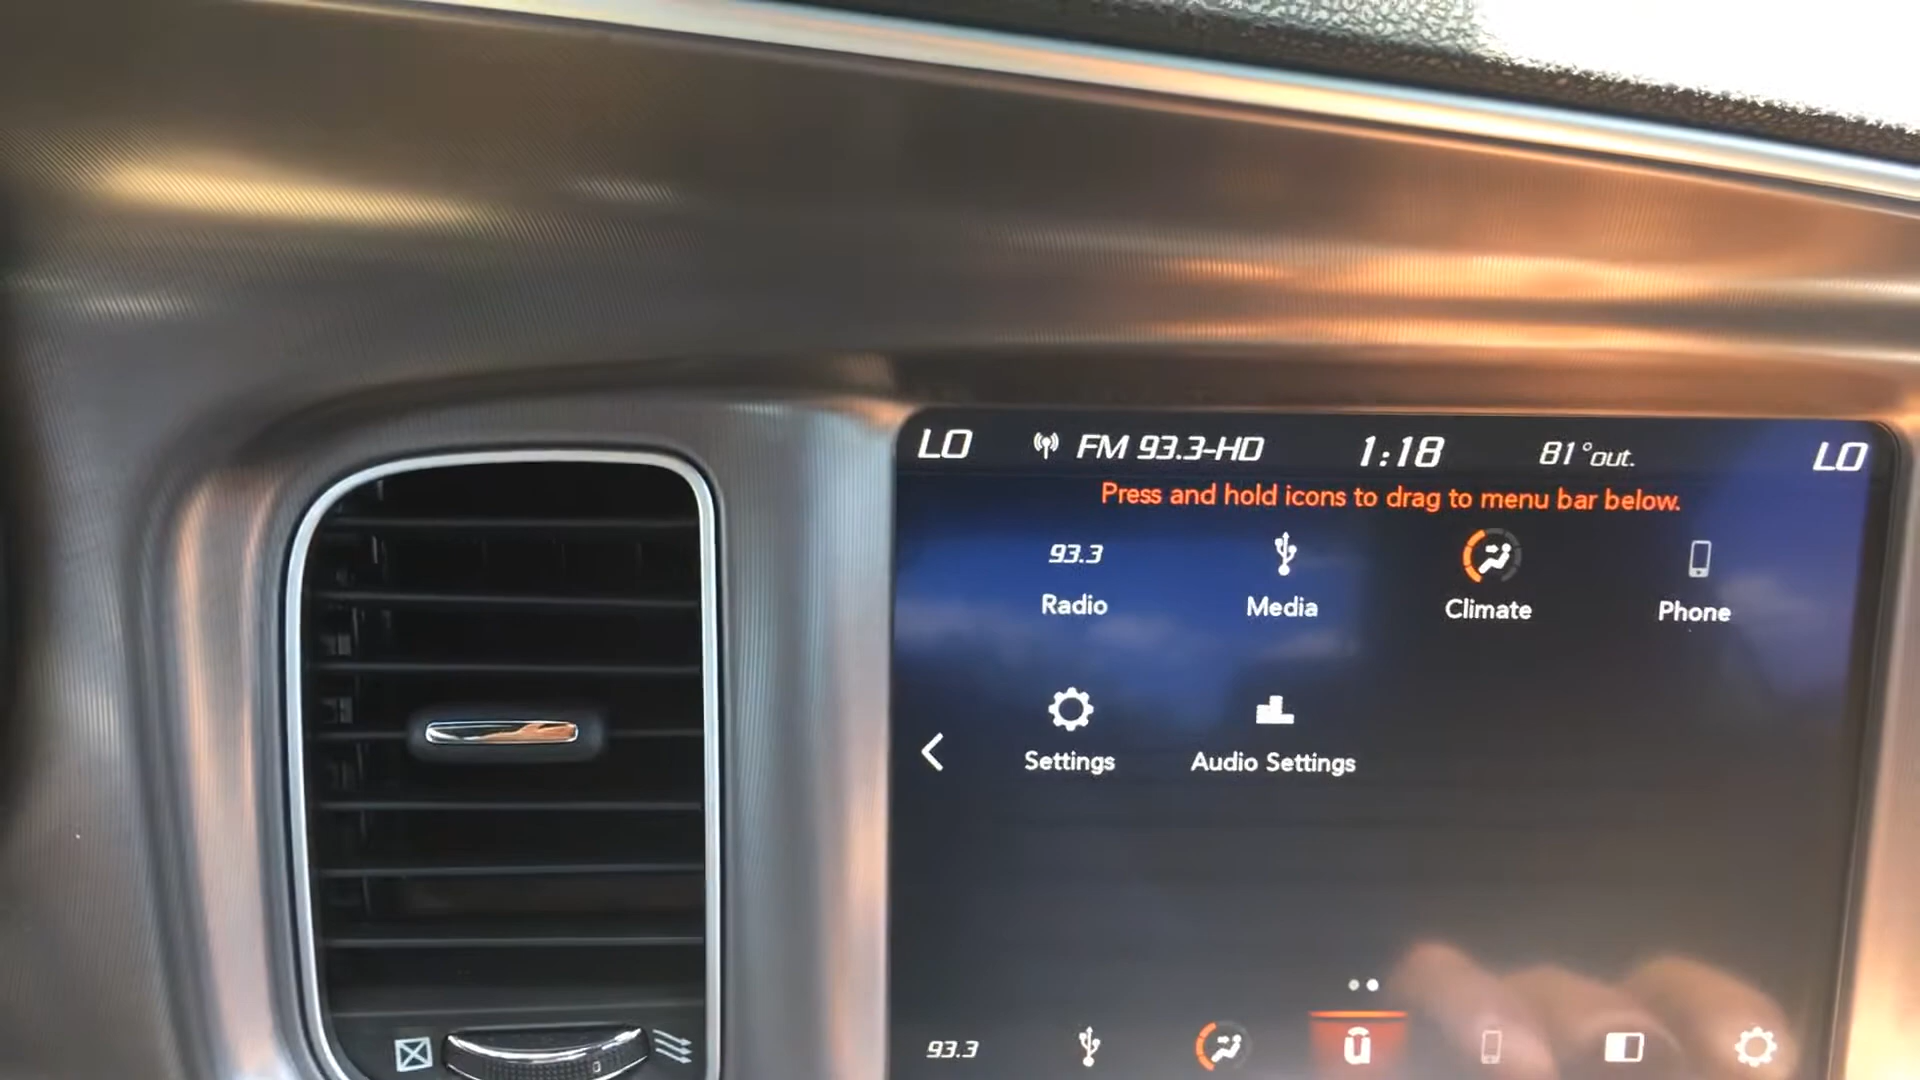 LO FM 93.3-HD 1:18 81°out. LO
Press and hold icons to drag to menu bar below.
93.3
Radio Media Climate Phone
Settings Audio Settings
93.3 û